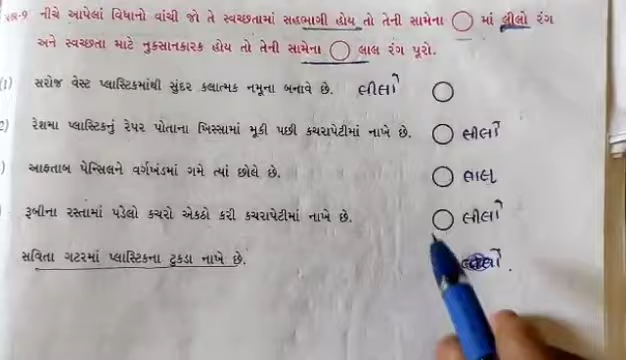 પ્રશ્ન-9 નીચે આપેલાં વિધાનો વાંચી જો તે સ્વચ્છતામાં સહભાગી હોય તો તેની સામેના ◯ માં લીલો રંગ
અને સ્વચ્છતા માટે નુકસાનકારક હોય તો તેની સામેના ◯ લાલ રંગ પૂરો.
(1) સરોજ વેસ્ટ પ્લાસ્ટિકમાંથી સુંદર કલાત્મક નમૂના બનાવે છે. લીલો ◯
2) રેશમા પ્લાસ્ટિકનું રેપર પોતાના ખિસ્સામાં મૂકી પછી કચરાપેટીમાં નાખે છે. ◯ લીલો
) આફતાબ પેન્સિલને વર્ગખંડમાં ગમે ત્યાં છોલે છે. ◯ લાલ
રૂબીના રસ્તામાં પડેલો કચરો એકઠો કરી કચરાપેટીમાં નાખે છે. ◯ લીલો
સવિતા ગટરમાં પ્લાસ્ટિકના ટુકડા નાખે છે.